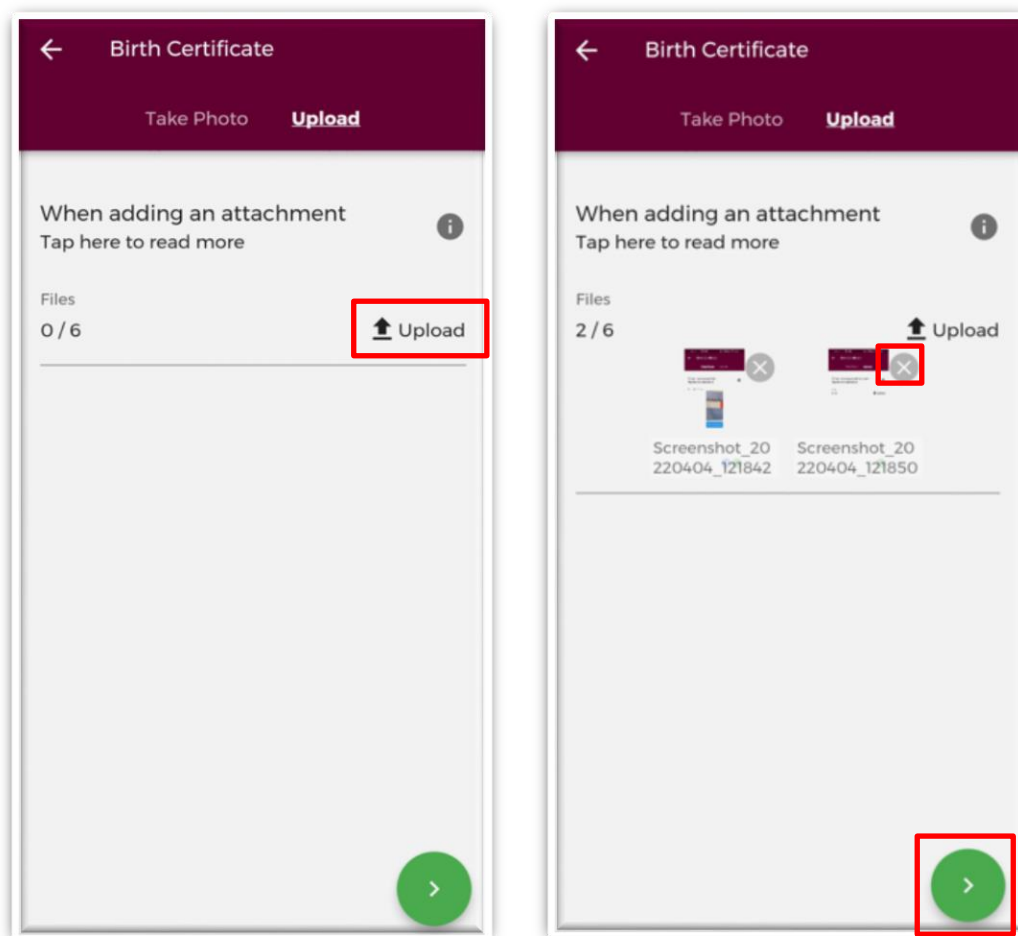 Birth Certificate
Take Photo Upload
When adding an attachment
Tap here to read more
Files
0 / 6 Upload
Birth Certificate
Take Photo Upload
When adding an attachment
Tap here to read more
Files
2 / 6 Upload
Screenshot_20 Screenshot_20
220404_121842 220404_121850